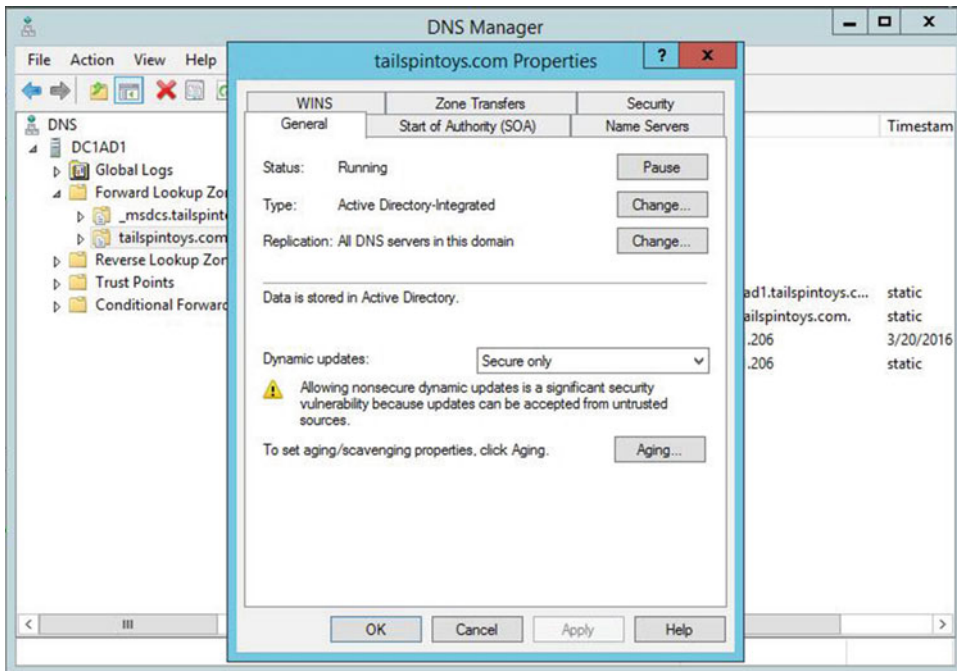 DNS Manager
File Action View Help
DNS
DC1AD1
Global Logs
Forward Lookup Zo
_msdcs.tailspint
tailspintoys.com
Reverse Lookup Zor
Trust Points
Conditional Forward
tailspintoys.com Properties
? x
WINS Zone Transfers Security
General Start of Authority (SOA) Name Servers
Status: Running Pause
Type: Active Directory-Integrated Change...
Replication: All DNS servers in this domain Change...
Data is stored in Active Directory.
Dynamic updates: Secure only
Allowing nonsecure dynamic updates is a significant security
vulnerability because updates can be accepted from untrusted
sources.
To set aging/scavenging properties, click Aging. Aging...
OK Cancel Apply Help
Timestam
ad1.tailspintoys.c... static
ailspintoys.com. static
.206 3/20/2016
.206 static